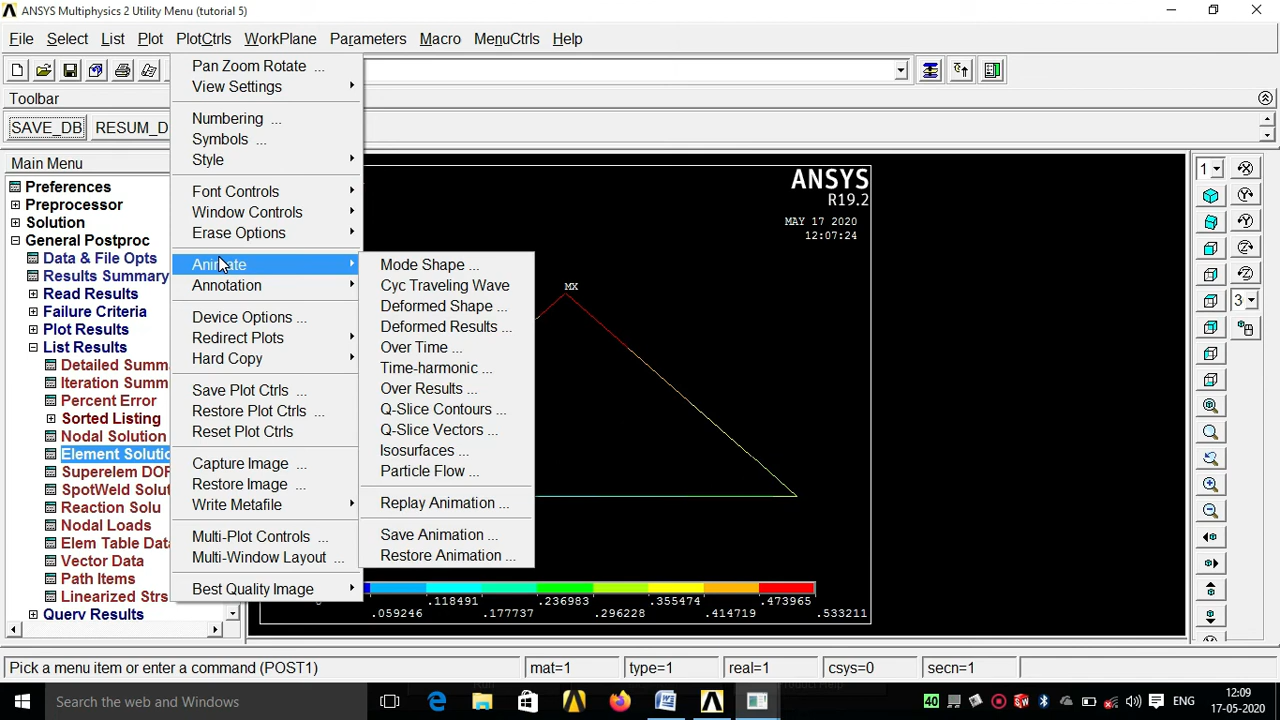 ANSYS Multiphysics 2 Utility Menu (tutorial 5)
File Select List Plot PlotCtrls WorkPlane Parameters Macro MenuCtrls Help
Toolbar
SAVE_DB RESUM_D
Main Menu
Preferences
Preprocessor
Solution
General Postproc
Data & File Opts
Results Summary
Read Results
Failure Criteria
Plot Results
List Results
Detailed Summ
Iteration Summ
Percent Error
Sorted Listing
Nodal Solution
Element Solutio
Superelem DOF
SpotWeld Solut
Reaction Solu
Nodal Loads
Elem Table Data
Vector Data
Path Items
Linearized Strs
Query Results
Pan Zoom Rotate ...
View Settings
Numbering ...
Symbols ...
Style
Font Controls
Window Controls
Erase Options
Animate
Annotation
Device Options ...
Redirect Plots
Hard Copy
Save Plot Ctrls ...
Restore Plot Ctrls ...
Reset Plot Ctrls
Capture Image ...
Restore Image ...
Write Metafile
Multi-Plot Controls ...
Multi-Window Layout ...
Best Quality Image
Mode Shape ...
Cyc Traveling Wave
Deformed Shape ...
Deformed Results ...
Over Time ...
Time-harmonic ...
Over Results ...
Q-Slice Contours ...
Q-Slice Vectors ...
Isosurfaces ...
Particle Flow ...
Replay Animation ...
Save Animation ...
Restore Animation ...
ANSYS
R19.2
MAY 17 2020
12:07:24
MX
0 .118491 .236983 .355474 .473965
.059246 .177737 .296228 .414719 .533211
1
3
Pick a menu item or enter a command (POST1) mat=1 type=1 real=1 csys=0 secn=1
Search the web and Windows
40
ENG
12:09
17-05-2020